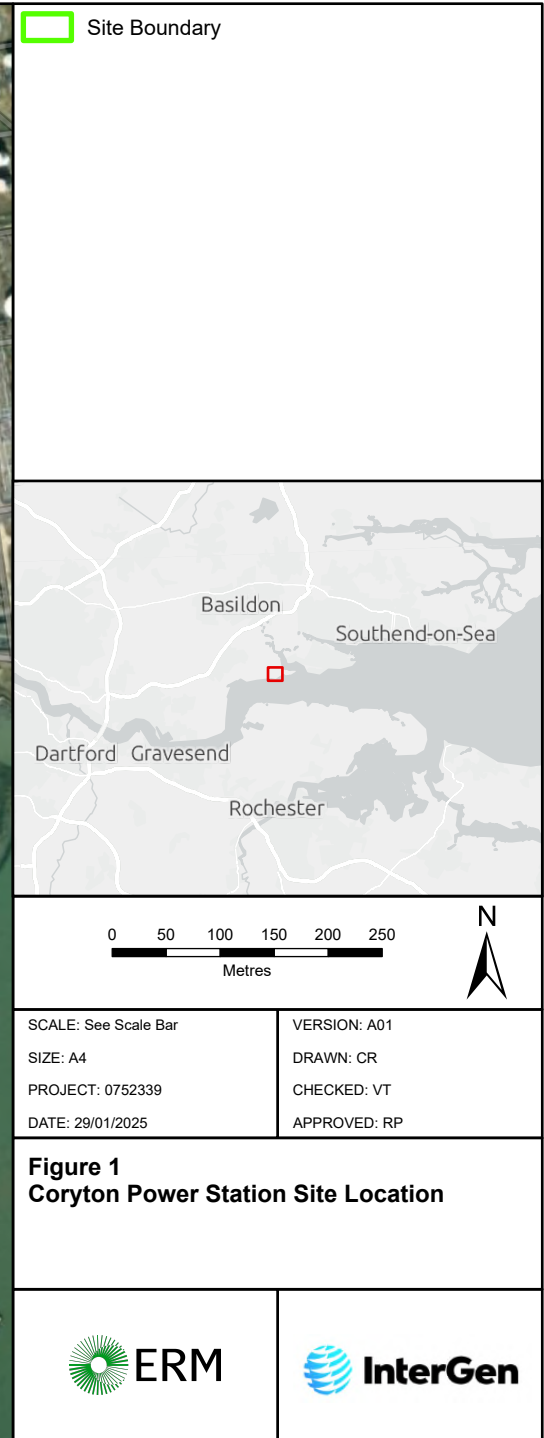 Site Boundary
Basildon
Southend-on-Sea
Dartford Gravesend
Rochester
N
0 50 100 150 200 250
Metres
SCALE: See Scale Bar
SIZE: A4
PROJECT: 0752339
DATE: 29/01/2025
VERSION: A01
DRAWN: CR
CHECKED: VT
APPROVED: RP
Figure 1
Coryton Power Station Site Location
ERM
InterGen